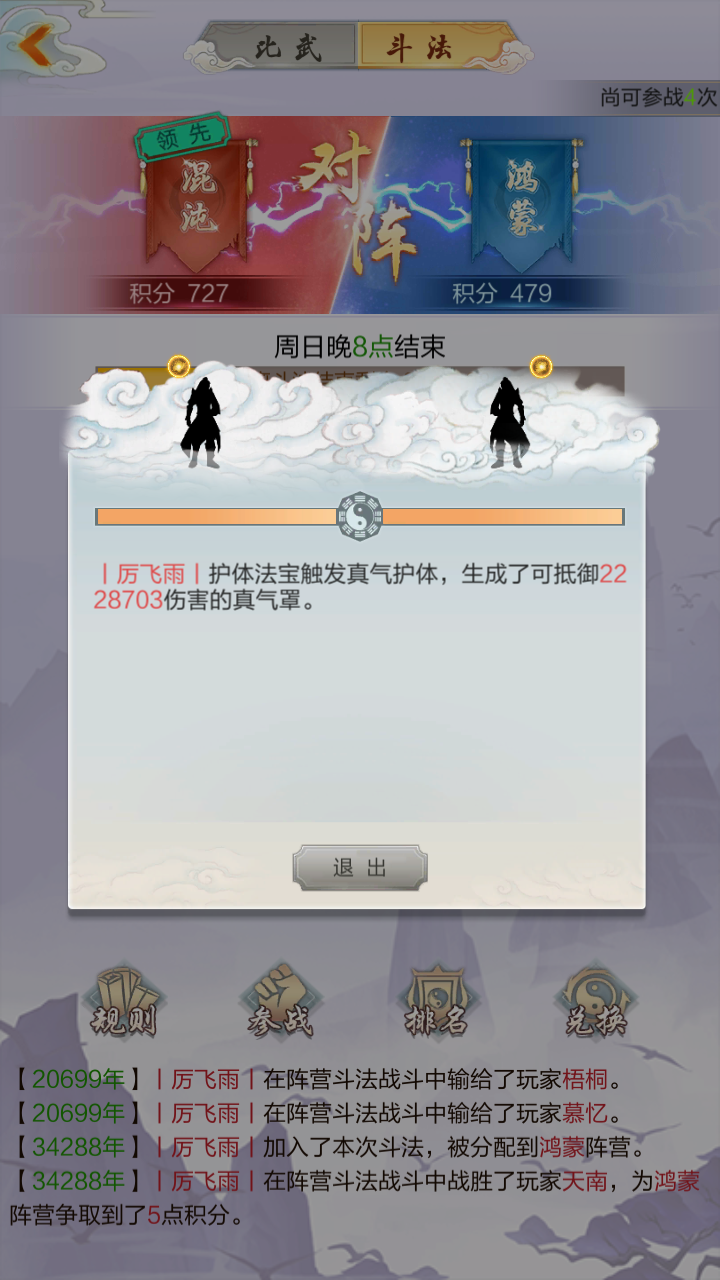 比武
斗法
尚可参战4次
领先
混沌
对阵
鸿蒙
积分 727
积分 479
周日晚8点结束
丨厉飞雨丨护体法宝触发真气护体，生成了可抵御22
28703伤害的真气罩。
退出
规则
参战
排名
兑换
【20699年】丨厉飞雨丨在阵营斗法战斗中输给了玩家梧桐。
【20699年】丨厉飞雨丨在阵营斗法战斗中输给了玩家慕忆。
【34288年】丨厉飞雨丨加入了本次斗法，被分配到鸿蒙阵营。
【34288年】丨厉飞雨丨在阵营斗法战斗中战胜了玩家天南，为鸿蒙
阵营争取到了5点积分。